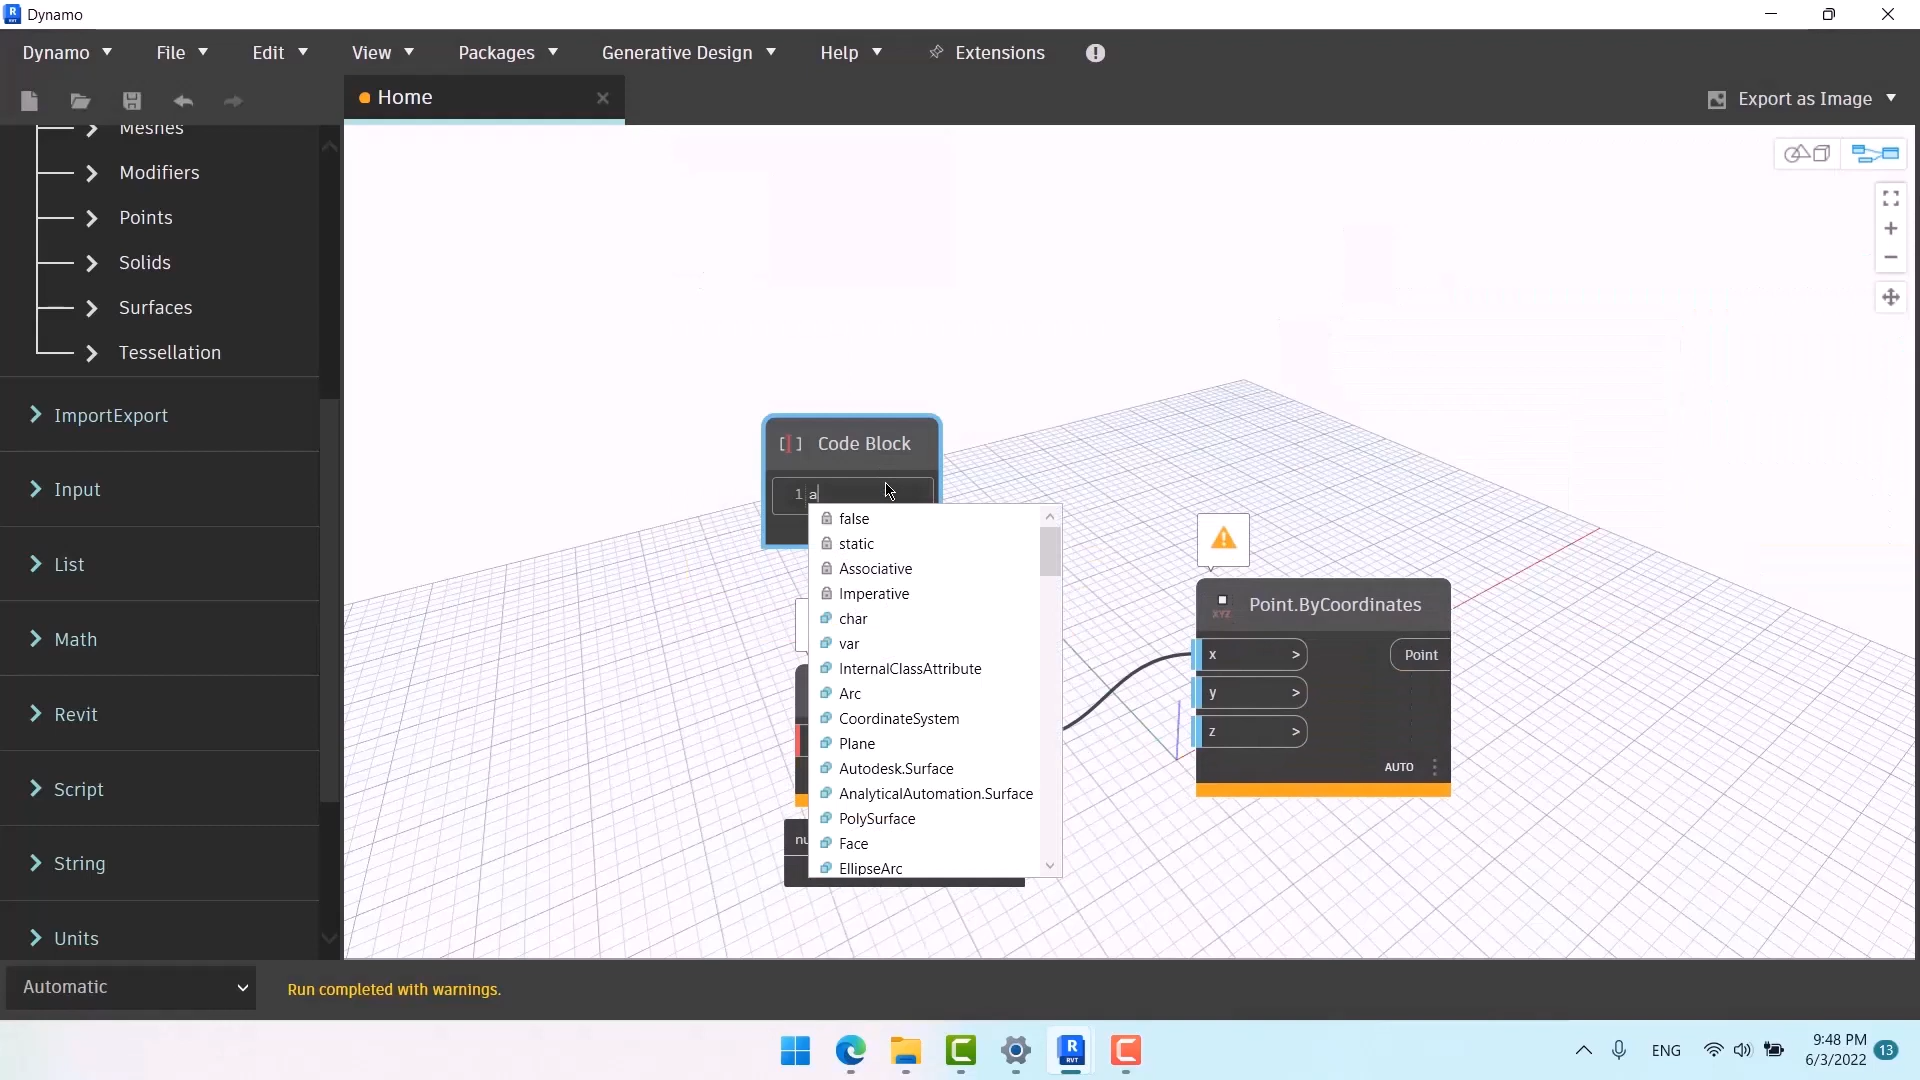 Dynamo
Dynamo File Edit View Packages Generative Design Help Extensions
Home
Export as Image
Meshes
Modifiers
Points
Solids
Surfaces
Tessellation
ImportExport
Input
List
Math
Revit
Script
String
Units
Code Block
1 a
false
static
Associative
Imperative
char
var
InternalClassAttribute
Arc
CoordinateSystem
Plane
Autodesk.Surface
AnalyticalAutomation.Surface
PolySurface
Face
EllipseArc
XYZ Point.ByCoordinates
x > Point
y >
z >
AUTO
Automatic
Run completed with warnings.
R
RVT
ENG
9:48 PM
6/3/2022
13